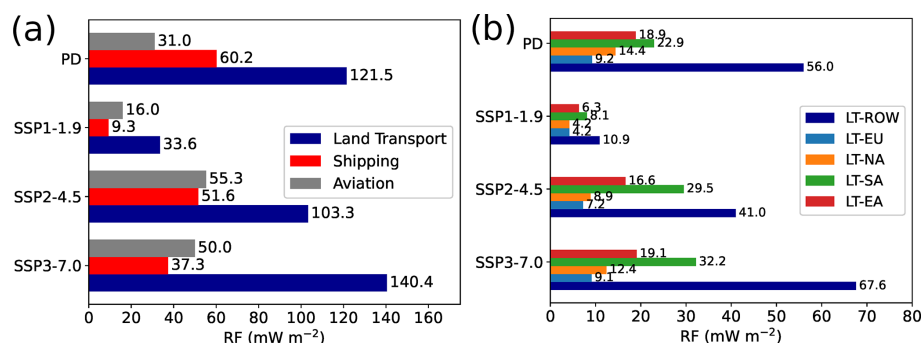 (a)
PD
31.0
60.2
121.5
SSP1-1.9
16.0
9.3
33.6
SSP2-4.5
55.3
51.6
103.3
SSP3-7.0
50.0
37.3
140.4
Land Transport
Shipping
Aviation
0 20 40 60 80 100 120 140 160
RF (mW m⁻²)
(b)
PD
18.9
22.9
14.4
9.2
56.0
SSP1-1.9
6.3
8.1
4.2
4.2
10.9
SSP2-4.5
16.6
29.5
8.9
7.2
41.0
SSP3-7.0
19.1
32.2
12.4
9.1
67.6
LT-ROW
LT-EU
LT-NA
LT-SA
LT-EA
0 10 20 30 40 50 60 70 80
RF (mW m⁻²)